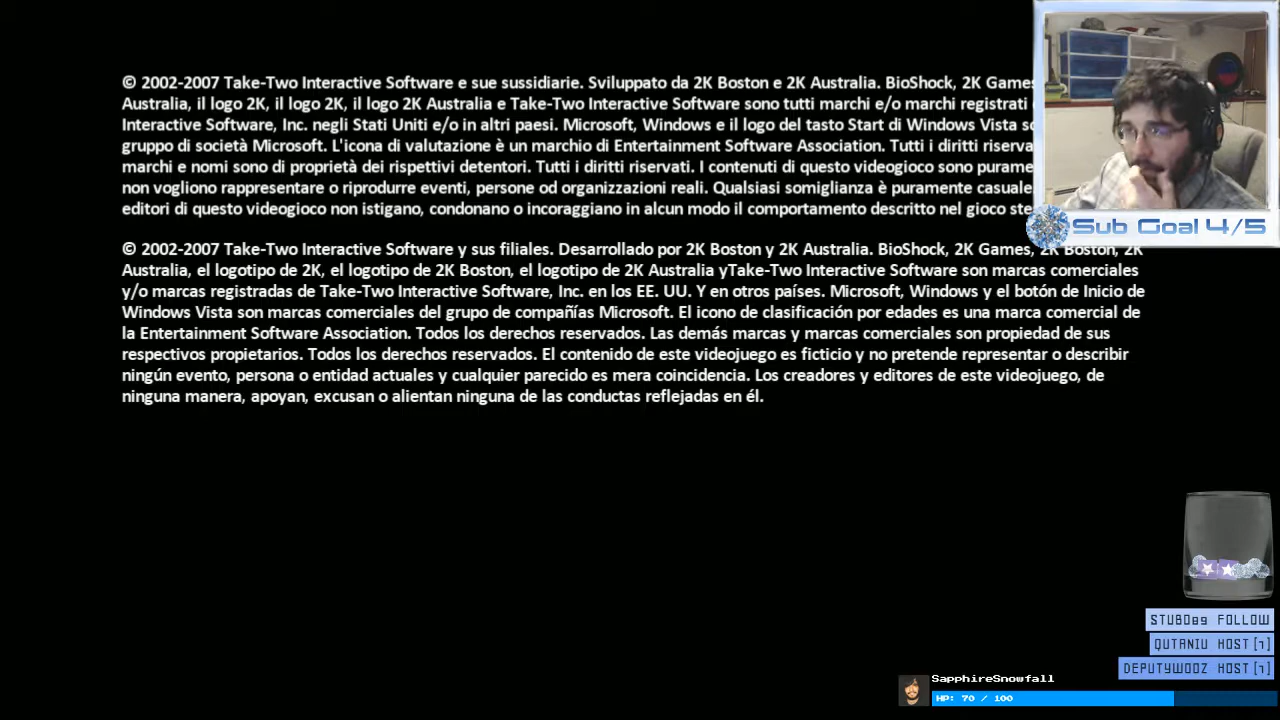 © 2002-2007 Take-Two Interactive Software e sue sussidiarie. Sviluppato da 2K Boston e 2K Australia. BioShock, 2K Games,
Australia, il logo 2K, il logo 2K, il logo 2K Australia e Take-Two Interactive Software sono tutti marchi e/o marchi registrati
Interactive Software, Inc. negli Stati Uniti e/o in altri paesi. Microsoft, Windows e il logo del tasto Start di Windows Vista
gruppo di società Microsoft. L'icona di valutazione è un marchio di Entertainment Software Association. Tutti i diritti
marchi e nomi sono di proprietà dei rispettivi detentori. Tutti i diritti riservati. I contenuti di questo videogioco sono
non vogliono rappresentare o riprodurre eventi, persone od organizzazioni reali. Qualsiasi somiglianza è puramente casuale
editori di questo videogioco non istigano, condonano o incoraggiano in alcun modo il comportamento descritto nel gioco
Sub Goal 4/5
© 2002-2007 Take-Two Interactive Software y sus filiales. Desarrollado por 2K Boston y 2K Australia. BioShock, 2K Games, 2K Boston, 2K
Australia, el logotipo de 2K, el logotipo de 2K Boston, el logotipo de 2K Australia yTake-Two Interactive Software son marcas comerciales
y/o marcas registradas de Take-Two Interactive Software, Inc. en los EE. UU. Y en otros países. Microsoft, Windows y el botón de Inicio de
Windows Vista son marcas comerciales del grupo de compañías Microsoft. El icono de clasificación por edades es una marca comercial de
la Entertainment Software Association. Todos los derechos reservados. Las demás marcas y marcas comerciales son propiedad de sus
respectivos propietarios. Todos los derechos reservados. El contenido de este videojuego es ficticio y no pretende representar o describir
ningún evento, persona o entidad actuales y cualquier parecido es mera coincidencia. Los creadores y editores de este videojuego, de
ninguna manera, apoyan, excusan o alientan ninguna de las conductas reflejadas en él.
STUB089 FOLLOW
QUTANIU HOST[1]
DEPUTYWOOZ HOST[1]
SapphireSnowfall
HP: 70 / 100